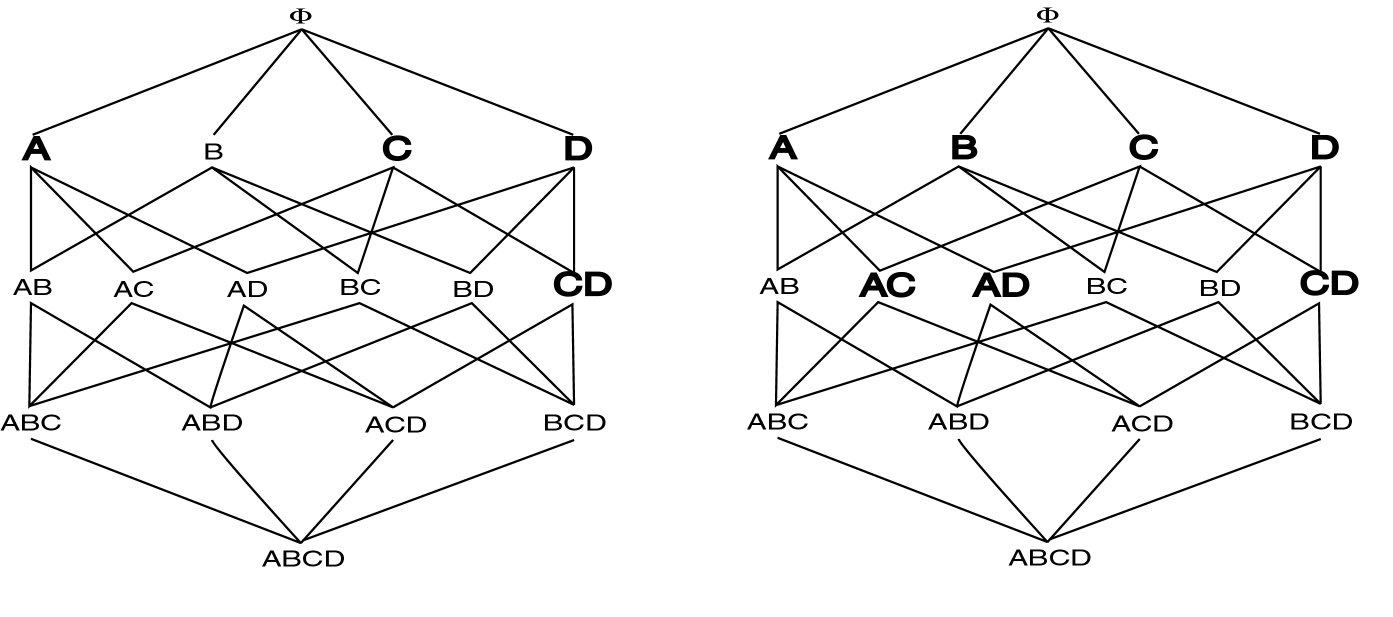 Φ Φ
A B C D A B C D
AB AC AD BC BD CD AB AC AD BC BD CD
ABC ABD ACD BCD ABC ABD ACD BCD
ABCD ABCD